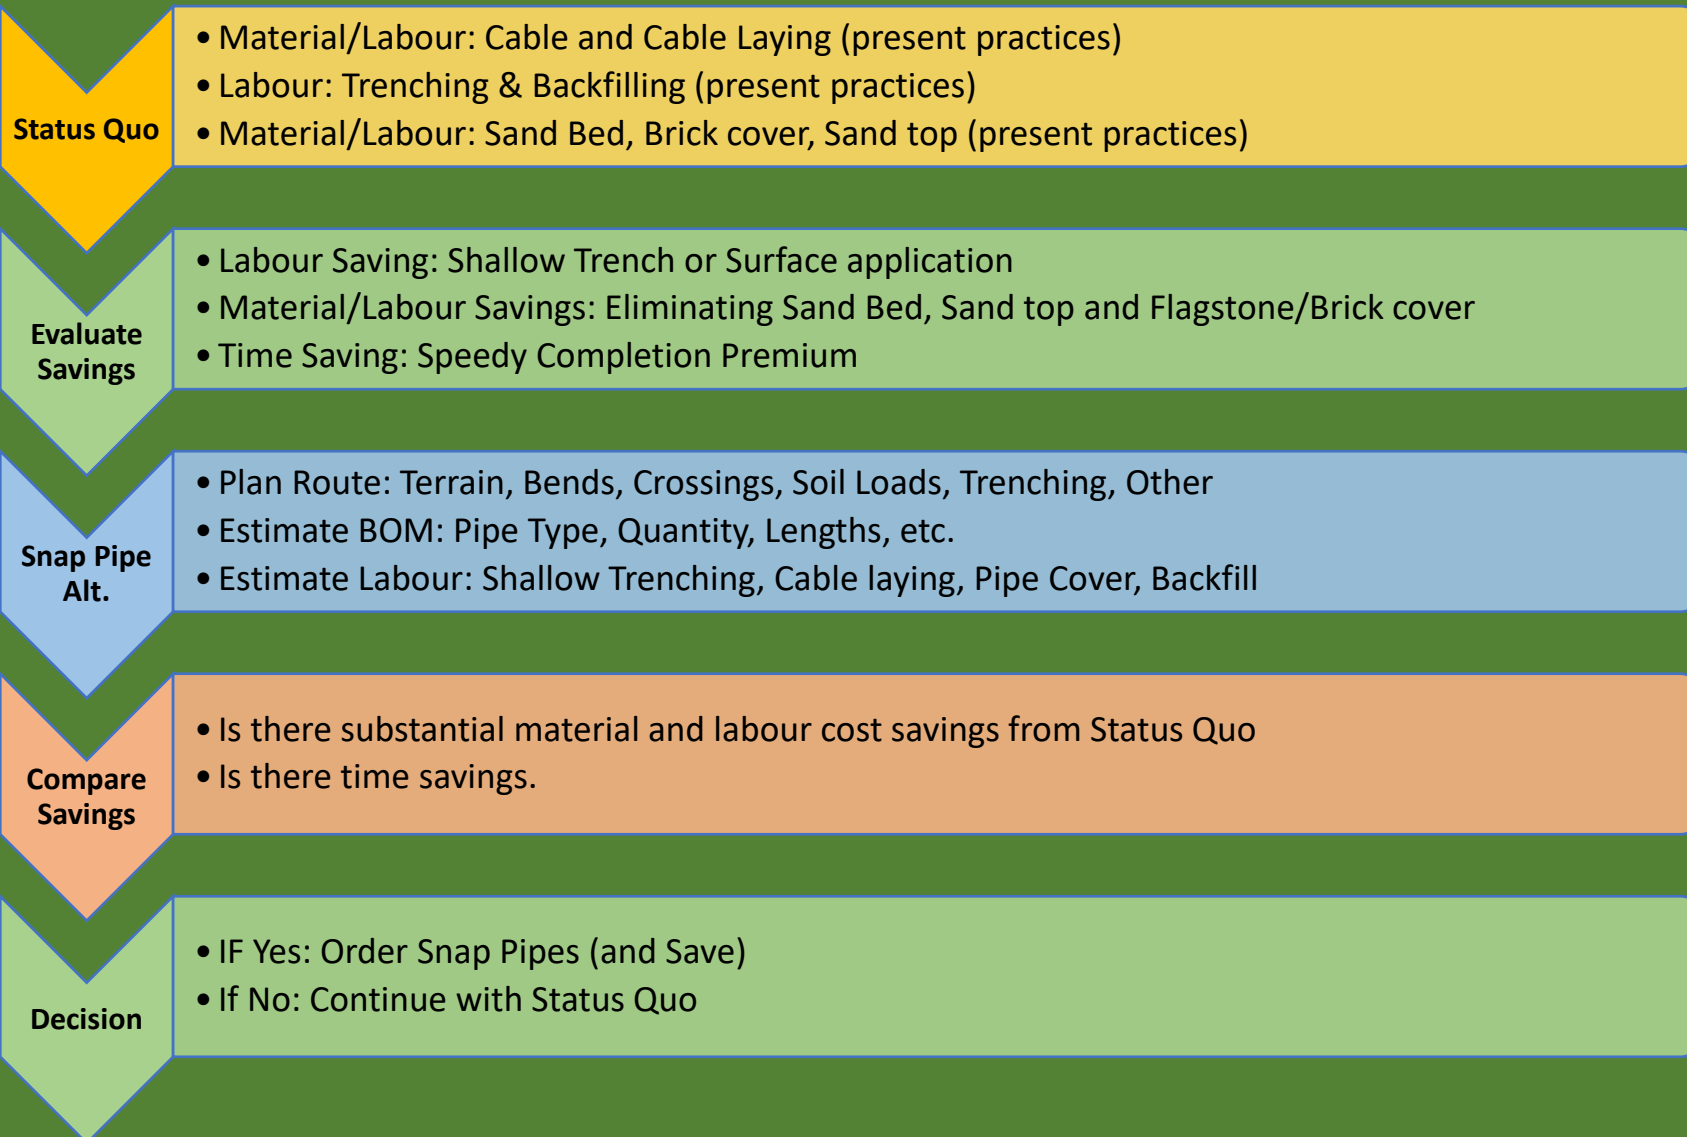 Status Quo
• Material/Labour: Cable and Cable Laying (present practices)
• Labour: Trenching & Backfilling (present practices)
• Material/Labour: Sand Bed, Brick cover, Sand top (present practices)
Evaluate
Savings
• Labour Saving: Shallow Trench or Surface application
• Material/Labour Savings: Eliminating Sand Bed, Sand top and Flagstone/Brick cover
• Time Saving: Speedy Completion Premium
Snap Pipe
Alt.
• Plan Route: Terrain, Bends, Crossings, Soil Loads, Trenching, Other
• Estimate BOM: Pipe Type, Quantity, Lengths, etc.
• Estimate Labour: Shallow Trenching, Cable laying, Pipe Cover, Backfill
Compare
Savings
• Is there substantial material and labour cost savings from Status Quo
• Is there time savings.
Decision
• IF Yes: Order Snap Pipes (and Save)
• If No: Continue with Status Quo